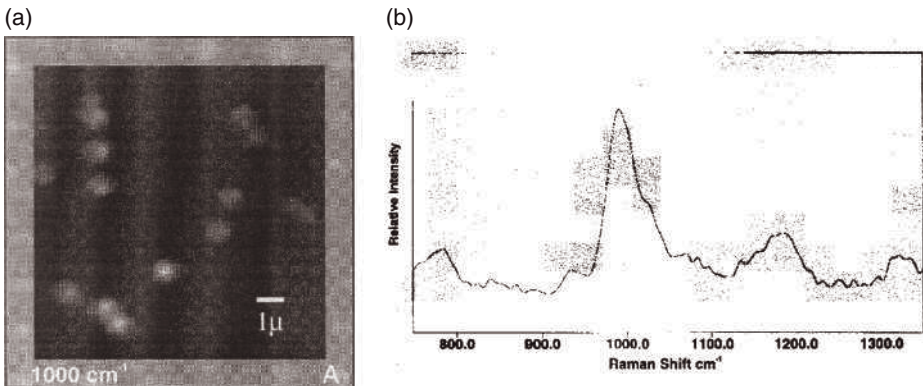 (a)
1μ
1000 cm⁻¹
A
(b)
Relative Intensity
800.0 900.0 1000.0 1100.0 1200.0 1300.0
Raman Shift cm⁻¹